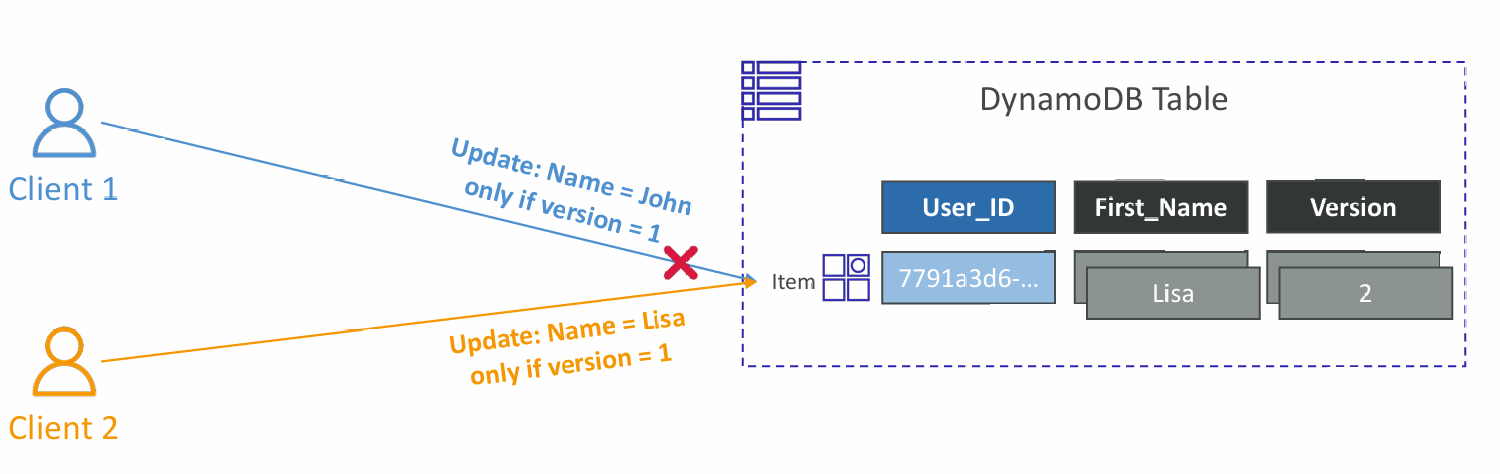 DynamoDB Table
Update: Name = John
only if version = 1
Client 1
User_ID
First_Name
Version
Item
7791a3d6-...
Lisa
2
Update: Name = Lisa
only if version = 1
Client 2